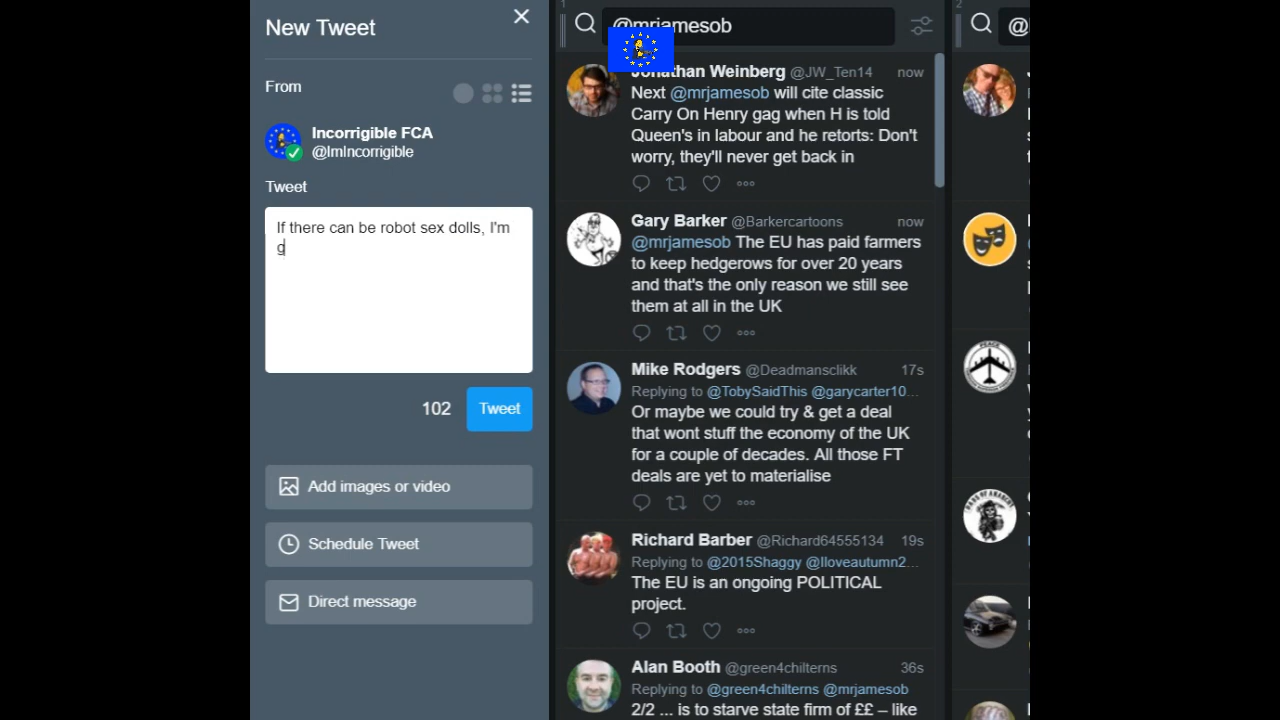 New Tweet
From
Incorrigible FCA
@ImIncorrigible
Tweet
If there can be robot sex dolls, I'm
g
102
Tweet
Add images or video
Schedule Tweet
Direct message
1
@mrjamesob
Jonathan Weinberg @JW_Ten14 now
Next @mrjamesob will cite classic
Carry On Henry gag when H is told
Queen's in labour and he retorts: Don't
worry, they'll never get back in
Gary Barker @Barkercartoons now
@mrjamesob The EU has paid farmers
to keep hedgerows for over 20 years
and that's the only reason we still see
them at all in the UK
Mike Rodgers @Deadmansclikk 17s
Replying to @TobySaidThis @garycarter10...
Or maybe we could try & get a deal
that wont stuff the economy of the UK
for a couple of decades. All those FT
deals are yet to materialise
Richard Barber @Richard64555134 19s
Replying to @2015Shaggy @Iloveautumn2...
The EU is an ongoing POLITICAL
project.
Alan Booth @green4chilterns 36s
Replying to @green4chilterns @mrjamesob
2/2 ... is to starve state firm of ££ – like
2
@
PEACE